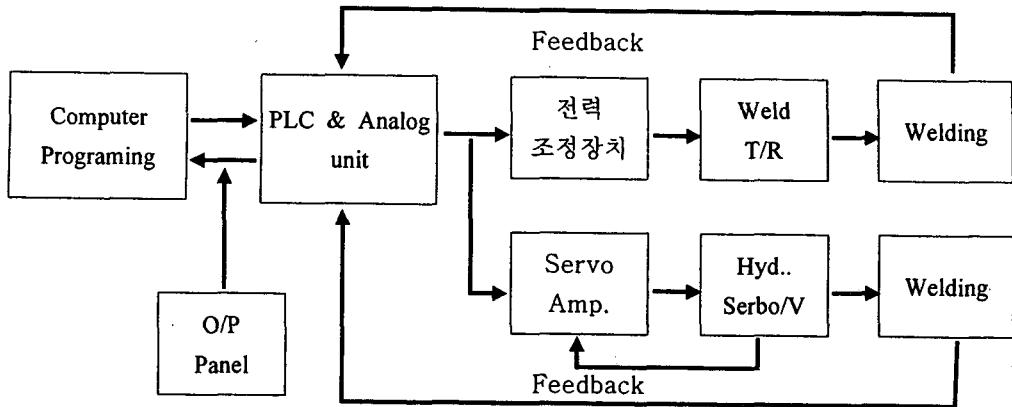 Feedback
Computer
Programing
PLC & Analog
unit
전력
조정장치
Weld
T/R
Welding
O/P
Panel
Servo
Amp.
Hyd..
Serbo/V
Welding
Feedback